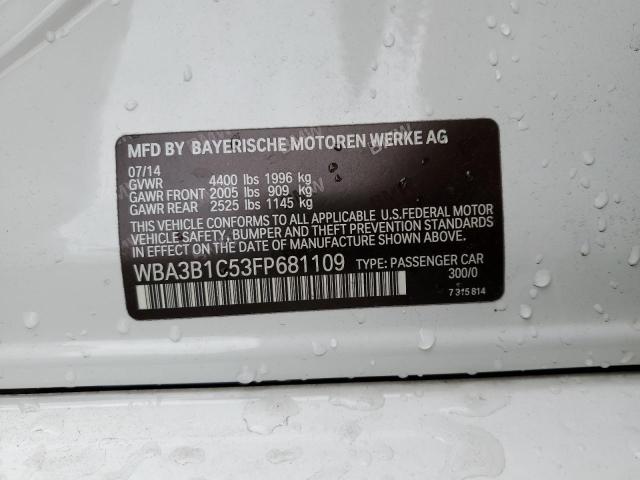 MFD BY BAYERISCHE MOTOREN WERKE AG
07/14
GVWR 4400 lbs 1996 kg
GAWR FRONT 2005 lbs 909 kg
GAWR REAR 2525 lbs 1145 kg
THIS VEHICLE CONFORMS TO ALL APPLICABLE U.S.FEDERAL MOTOR
VEHICLE SAFETY, BUMPER AND THEFT PREVENTION STANDARDS
IN EFFECT ON THE DATE OF MANUFACTURE SHOWN ABOVE.
WBA3B1C53FP681109 TYPE: PASSENGER CAR
300/0
7 315 814